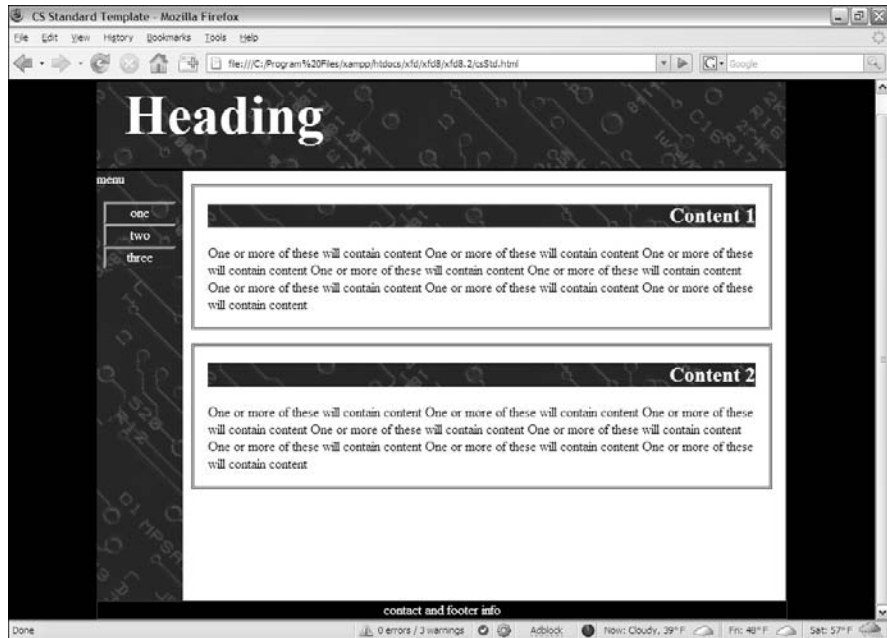 CS Standard Template - Mozilla Firefox
File Edit View History Bookmarks Tools Help
file:///C:/Program%20Files/xampp/htdocs/xfd/xfd8/xfd8.2/csStd.html
G Google
Heading
menu
one
two
three
Content 1
One or more of these will contain content One or more of these will contain content One or more of these
will contain content One or more of these will contain content One or more of these will contain content
One or more of these will contain content One or more of these will contain content One or more of these
will contain content
Content 2
One or more of these will contain content One or more of these will contain content One or more of these
will contain content One or more of these will contain content One or more of these will contain content
One or more of these will contain content One or more of these will contain content One or more of these
will contain content
contact and footer info
Done 0 errors / 3 warnings Adblock Now: Cloudy, 39° F Fri: 48° F Sat: 57° F